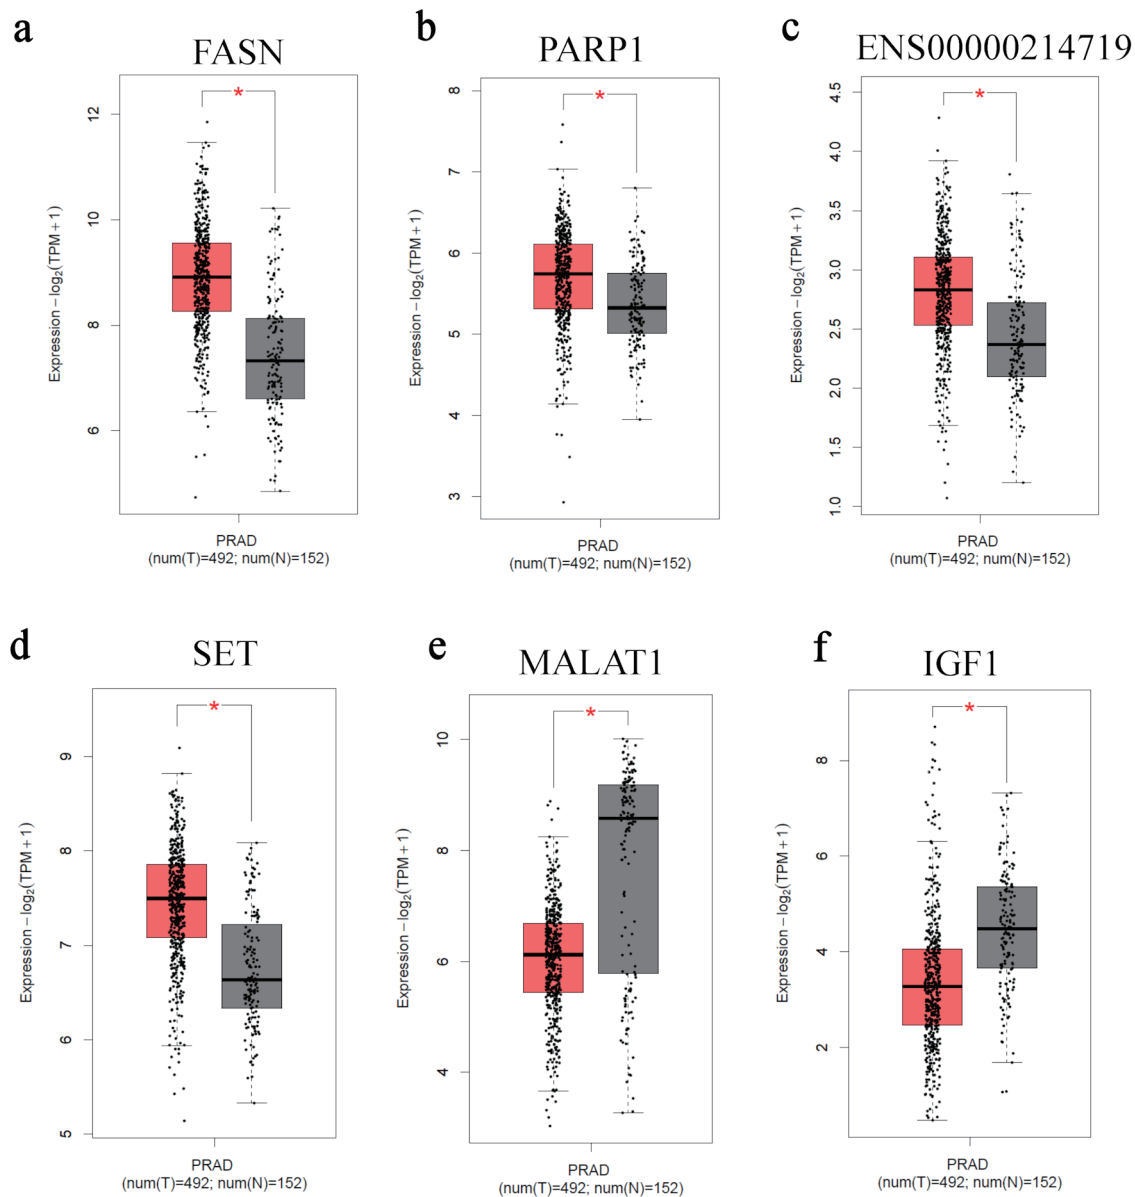 a
FASN
12
10
8
6
Expression – log₂(TPM + 1)
*
PRAD
(num(T)=492; num(N)=152)
b
PARP1
8
7
6
5
4
3
Expression – log₂(TPM + 1)
*
PRAD
(num(T)=492; num(N)=152)
c
ENS00000214719
4.5
4.0
3.5
3.0
2.5
2.0
1.5
1.0
Expression – log₂(TPM + 1)
*
PRAD
(num(T)=492; num(N)=152)
d
SET
9
8
7
6
5
Expression – log₂(TPM + 1)
*
PRAD
(num(T)=492; num(N)=152)
e
MALAT1
10
8
6
4
Expression – log₂(TPM + 1)
*
PRAD
(num(T)=492; num(N)=152)
f
IGF1
8
6
4
2
Expression – log₂(TPM + 1)
*
PRAD
(num(T)=492; num(N)=152)